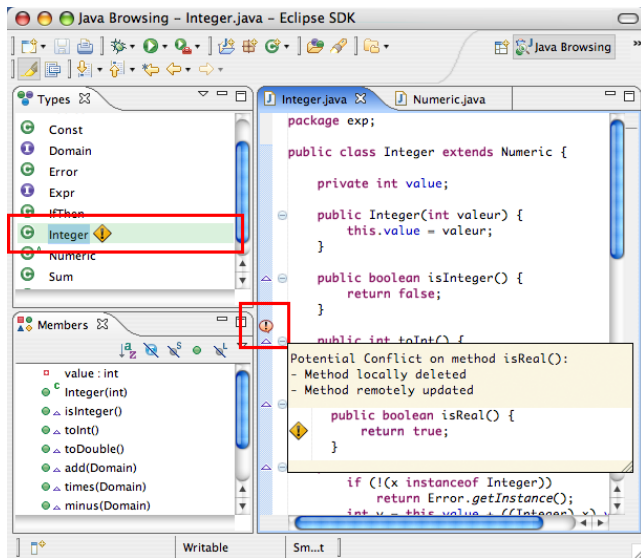 Java Browsing – Integer.java – Eclipse SDK
Java Browsing
Types
Const
Domain
Error
Expr
IfThen
Integer
Numeric
Sum
Members
value : int
Integer(int)
isInteger()
toInt()
toDouble()
add(Domain)
times(Domain)
minus(Domain)
Integer.java
Numeric.java
package exp;
public class Integer extends Numeric {
private int value;
public Integer(int valeur) {
this.value = valeur;
}
public boolean isInteger() {
return false;
}
public int toInt() {
Potential Conflict on method isReal():
- Method locally deleted
- Method remotely updated
public boolean isReal() {
return true;
}
if (!(x instanceof Integer))
return Error.getInstance();
int v = this.value + ((Integer) x)
Writable
Sm...t